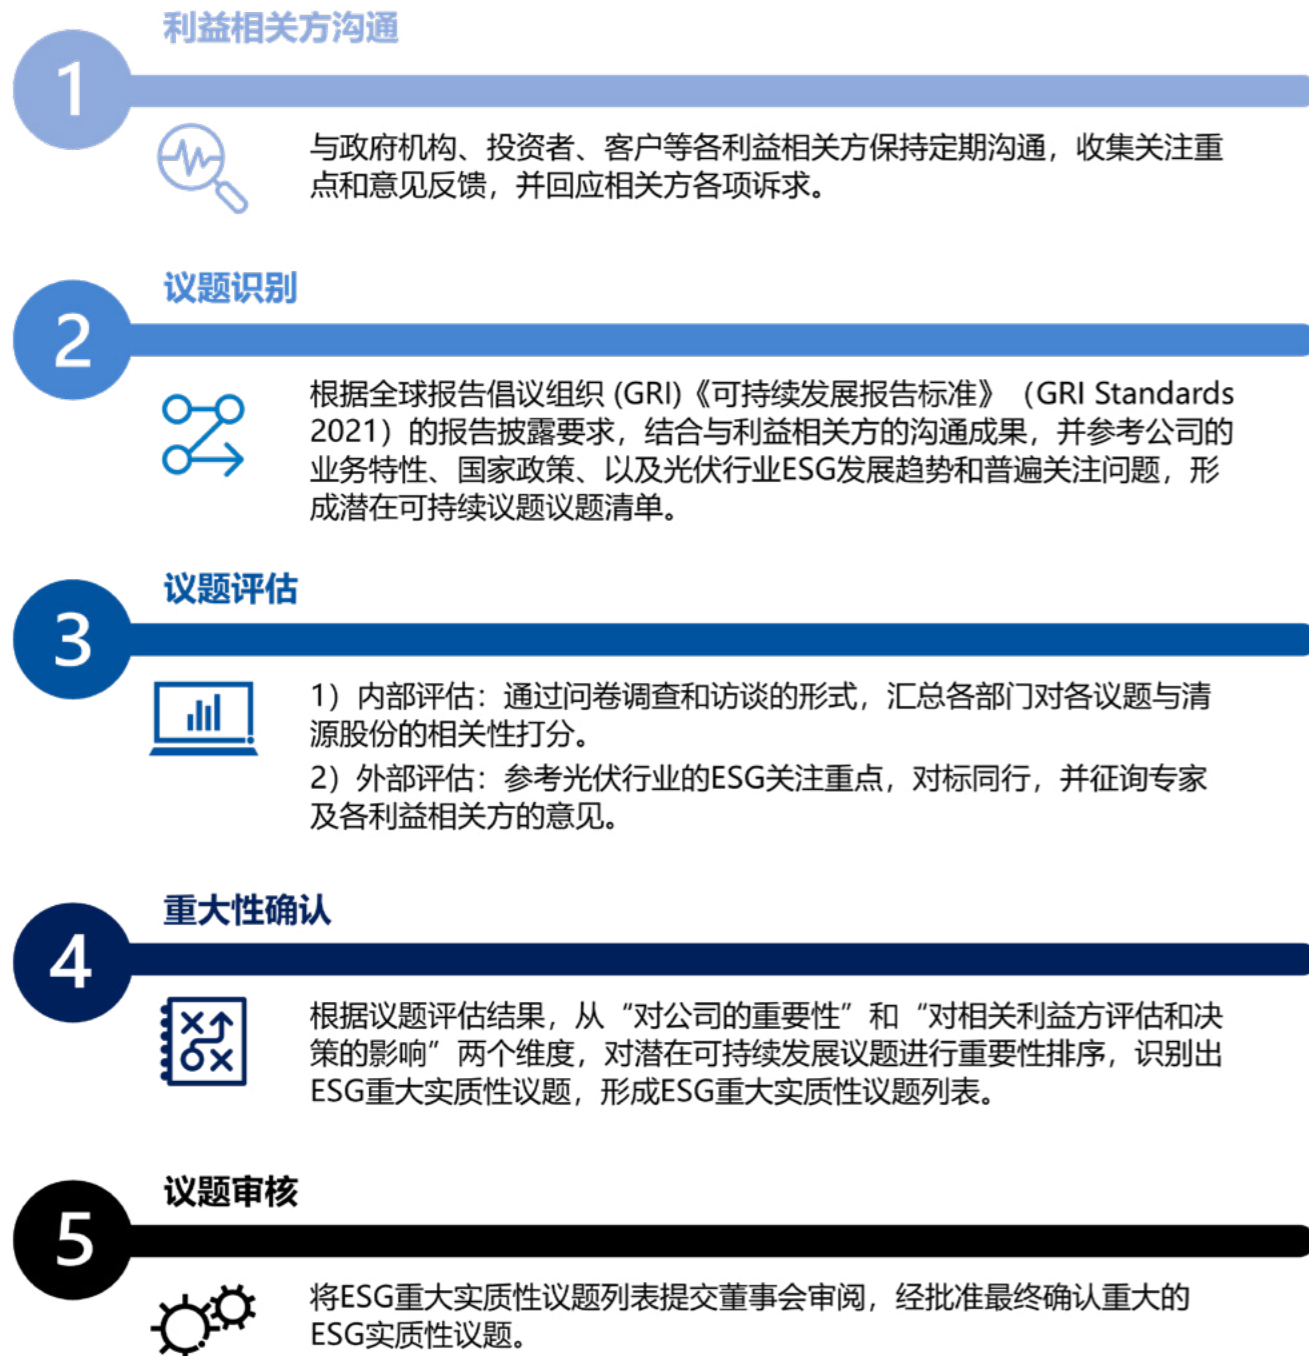 利益相关方沟通
1
与政府机构、投资者、客户等各利益相关方保持定期沟通，收集关注重
点和意见反馈，并回应相关方各项诉求。
议题识别
2
根据全球报告倡议组织 (GRI)《可持续发展报告标准》（GRI Standards
2021）的报告披露要求，结合与利益相关方的沟通成果，并参考公司的
业务特性、国家政策、以及光伏行业ESG发展趋势和普遍关注问题，形
成潜在可持续议题议题清单。
议题评估
3
1）内部评估：通过问卷调查和访谈的形式，汇总各部门对各议题与清
源股份的相关性打分。
2）外部评估：参考光伏行业的ESG关注重点，对标同行，并征询专家
及各利益相关方的意见。
重大性确认
4
根据议题评估结果，从“对公司的重要性”和“对相关利益方评估和决
策的影响”两个维度，对潜在可持续发展议题进行重要性排序，识别出
ESG重大实质性议题，形成ESG重大实质性议题列表。
议题审核
5
将ESG重大实质性议题列表提交董事会审阅，经批准最终确认重大的
ESG实质性议题。